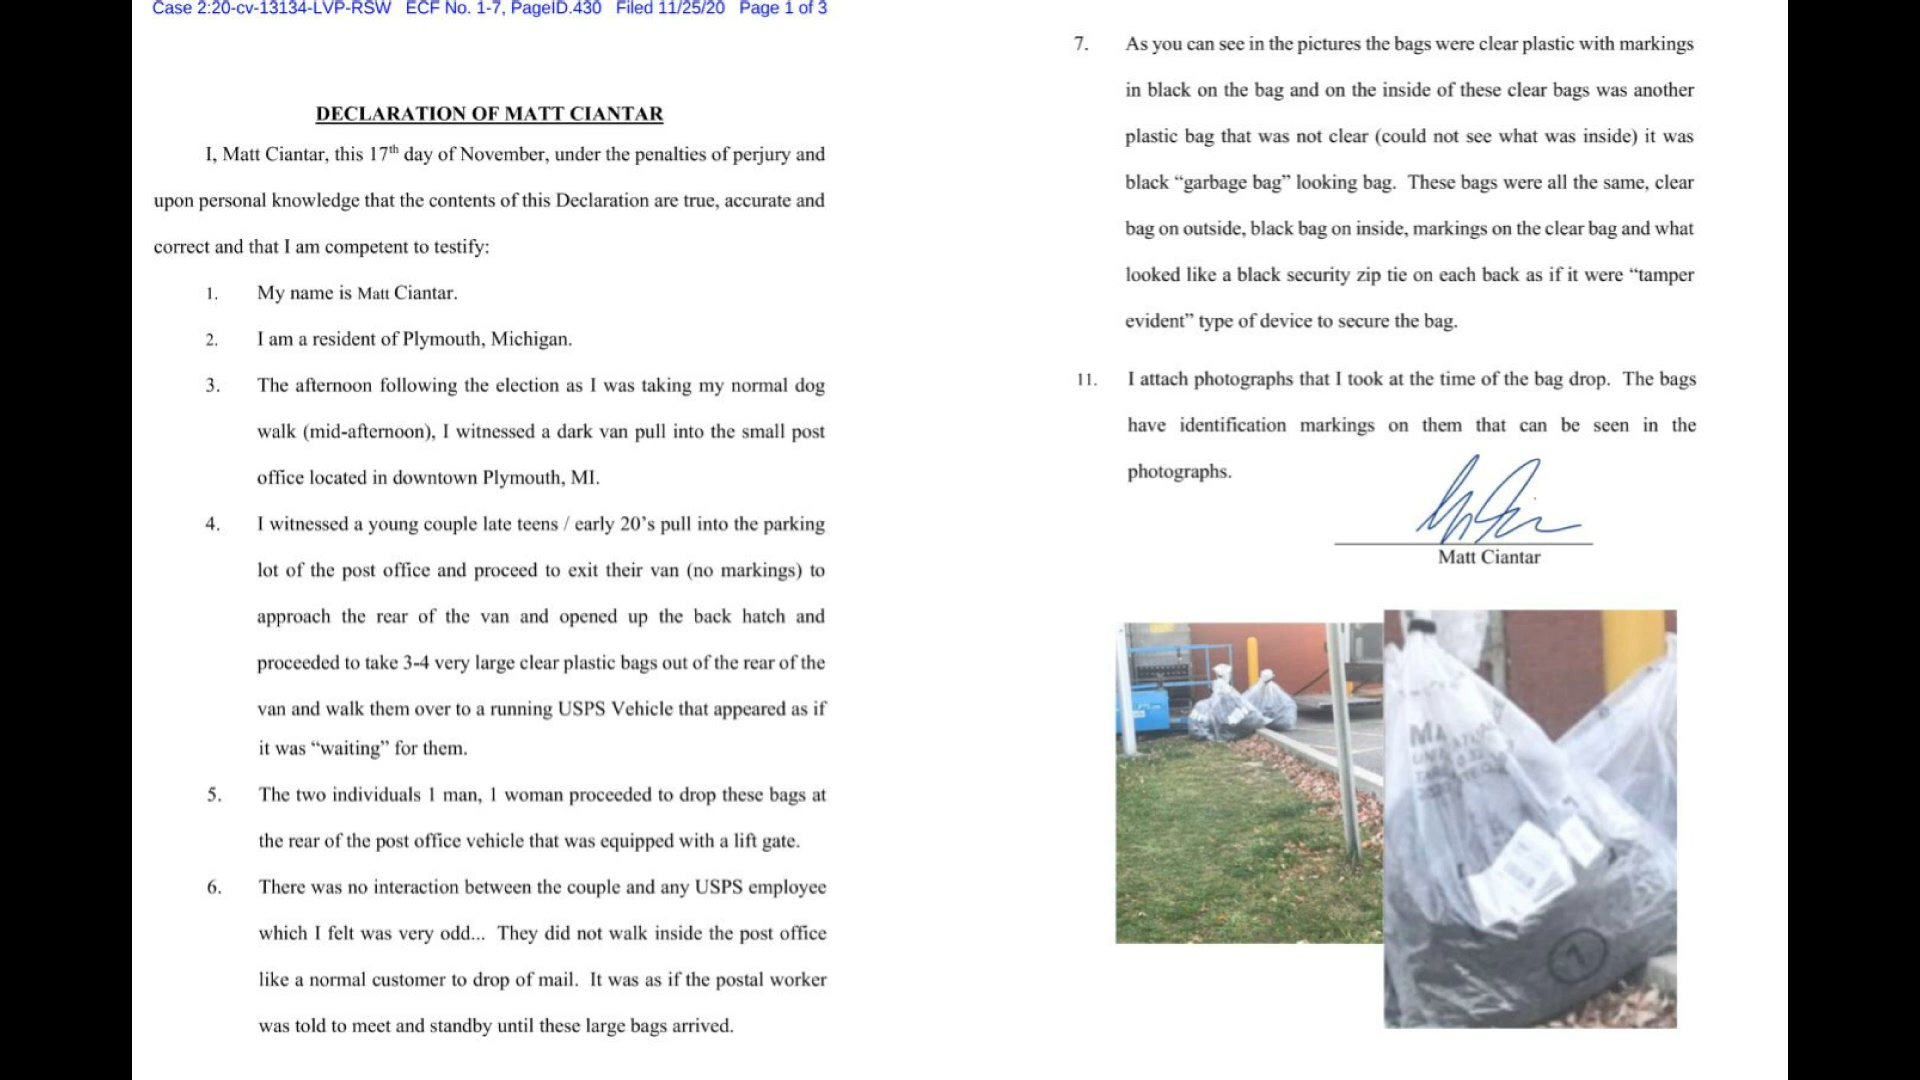 Case 2:20-cv-13134-LVP-RSW ECF No. 1-7, PageID.430 Filed 11/25/20 Page 1 of 3
DECLARATION OF MATT CIANTAR
I, Matt Ciantar, this 17th day of November, under the penalties of perjury and
upon personal knowledge that the contents of this Declaration are true, accurate and
correct and that I am competent to testify:
1. My name is Matt Ciantar.
2. I am a resident of Plymouth, Michigan.
3. The afternoon following the election as I was taking my normal dog
walk (mid-afternoon), I witnessed a dark van pull into the small post
office located in downtown Plymouth, MI.
4. I witnessed a young couple late teens / early 20's pull into the parking
lot of the post office and proceed to exit their van (no markings) to
approach the rear of the van and opened up the back hatch and
proceeded to take 3-4 very large clear plastic bags out of the rear of the
van and walk them over to a running USPS Vehicle that appeared as if
it was “waiting” for them.
5. The two individuals 1 man, 1 woman proceeded to drop these bags at
the rear of the post office vehicle that was equipped with a lift gate.
6. There was no interaction between the couple and any USPS employee
which I felt was very odd... They did not walk inside the post office
like a normal customer to drop of mail. It was as if the postal worker
was told to meet and standby until these large bags arrived.
7. As you can see in the pictures the bags were clear plastic with markings
in black on the bag and on the inside of these clear bags was another
plastic bag that was not clear (could not see what was inside) it was
black “garbage bag” looking bag. These bags were all the same, clear
bag on outside, black bag on inside, markings on the clear bag and what
looked like a black security zip tie on each back as if it were “tamper
evident” type of device to secure the bag.
11. I attach photographs that I took at the time of the bag drop. The bags
have identification markings on them that can be seen in the
photographs.
Matt Ciantar